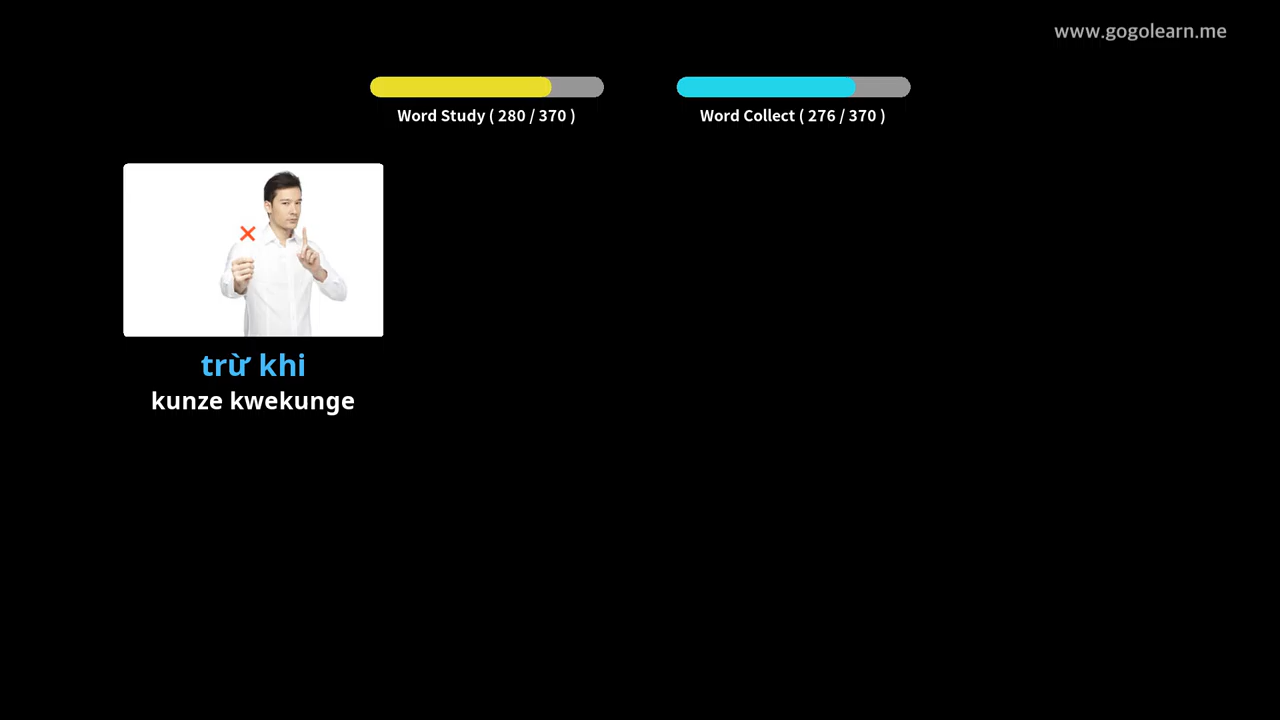 www.gogolearn.me
Word Study ( 280 / 370 )
Word Collect ( 276 / 370 )
trừ khi
kunze kwekunge